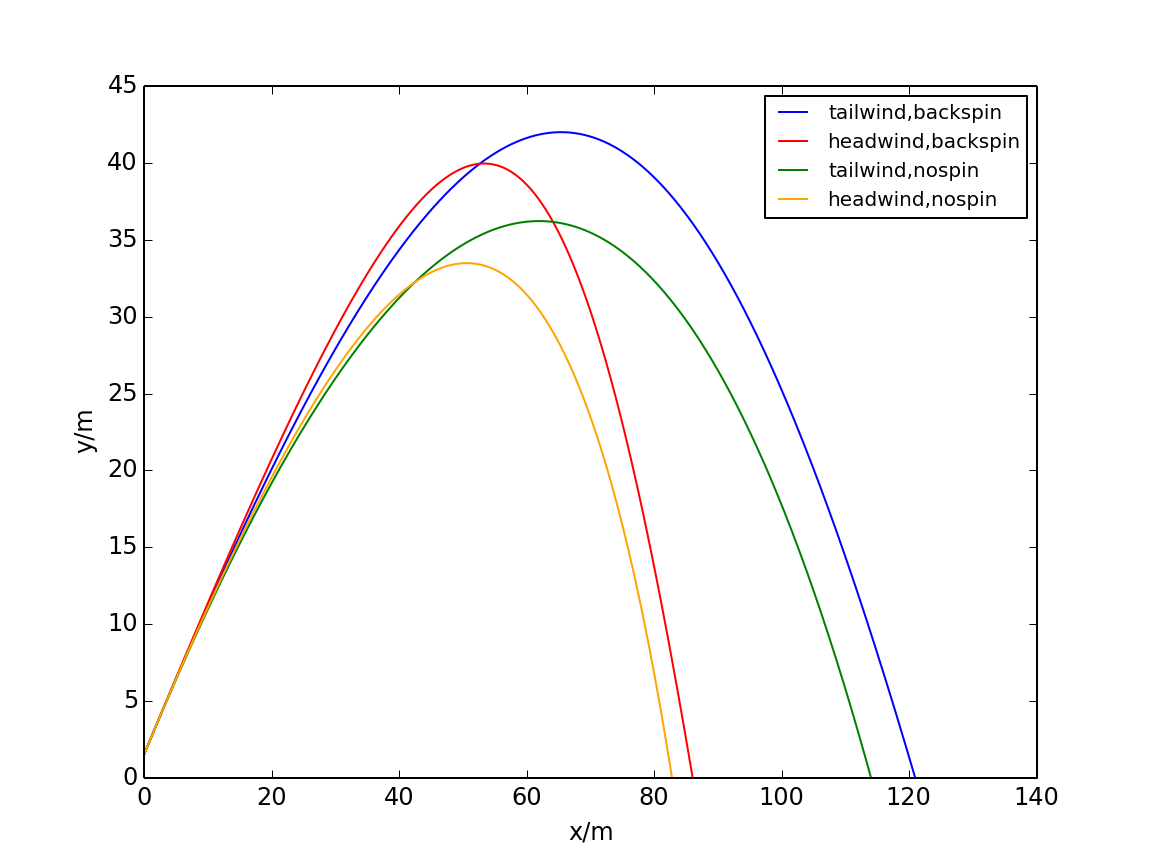 45
40
35
30
25
20
15
10
5
0
y/m
tailwind,backspin
headwind,backspin
tailwind,nospin
headwind,nospin
0 20 40 60 80 100 120 140
x/m